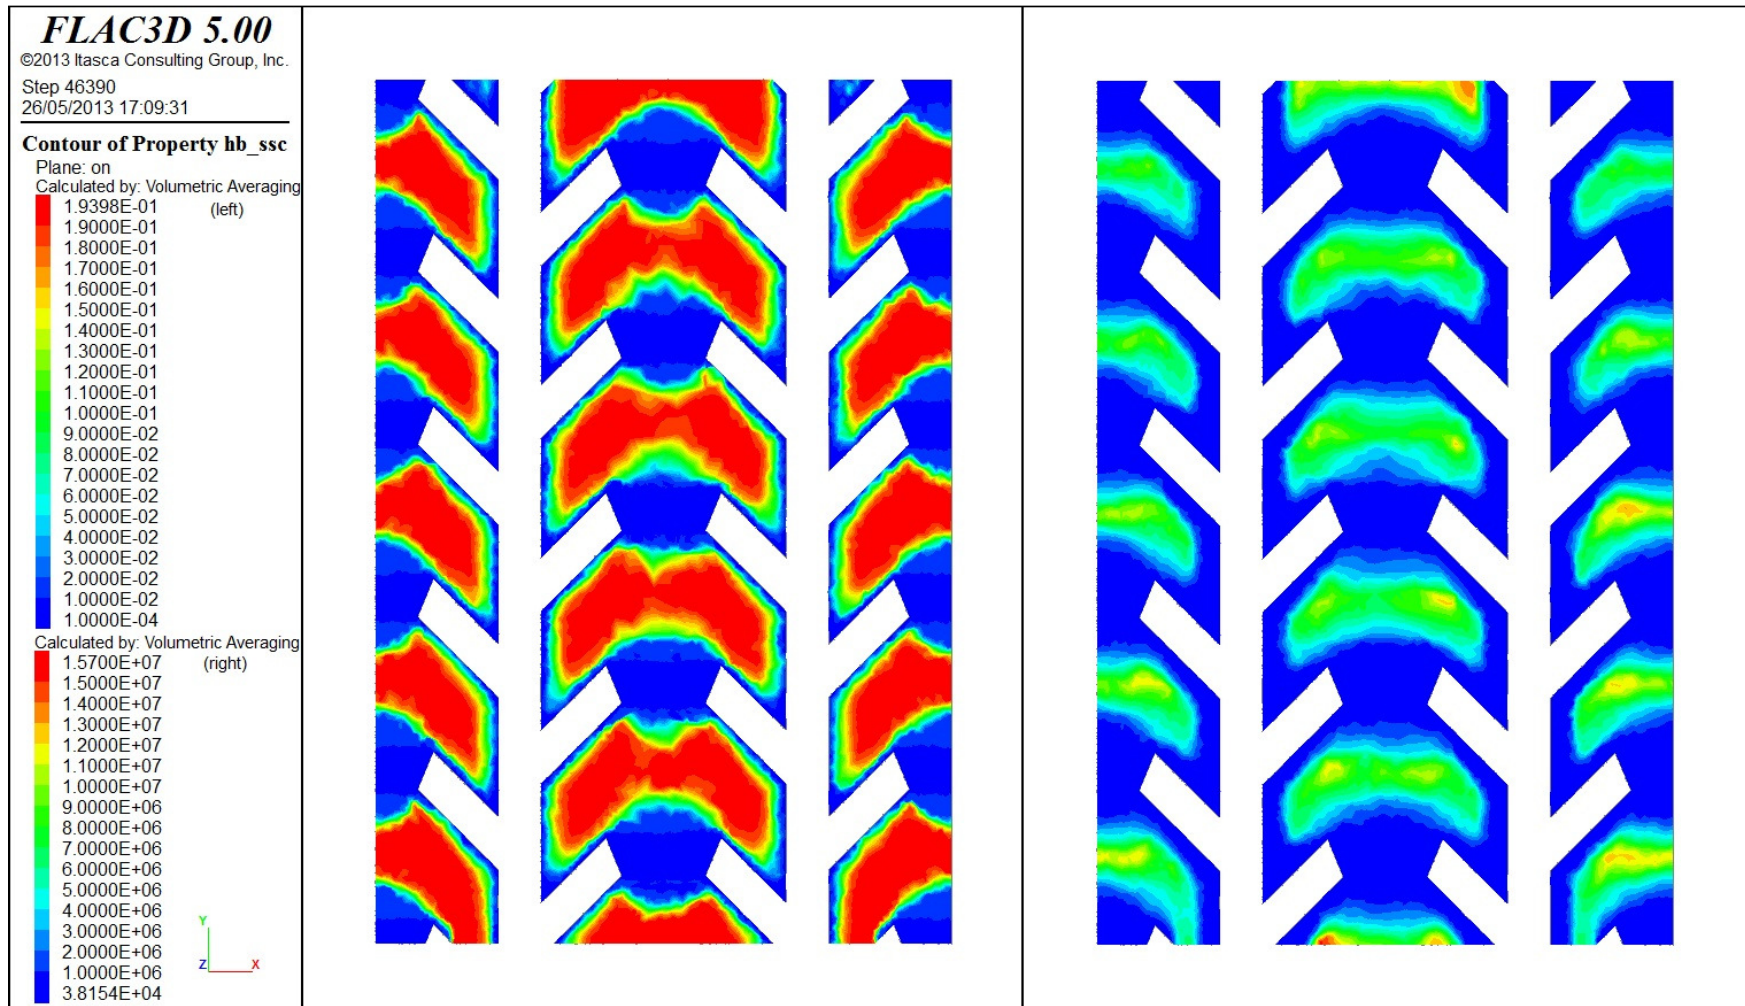 FLAC3D 5.00
©2013 Itasca Consulting Group, Inc.
Step 46390
26/05/2013 17:09:31
Contour of Property hb_ssc
Plane: on
Calculated by: Volumetric Averaging
(left)
1.9398E-01
1.9000E-01
1.8000E-01
1.7000E-01
1.6000E-01
1.5000E-01
1.4000E-01
1.3000E-01
1.2000E-01
1.1000E-01
1.0000E-01
9.0000E-02
8.0000E-02
7.0000E-02
6.0000E-02
5.0000E-02
4.0000E-02
3.0000E-02
2.0000E-02
1.0000E-02
1.0000E-04
Calculated by: Volumetric Averaging
(right)
1.5700E+07
1.5000E+07
1.4000E+07
1.3000E+07
1.2000E+07
1.1000E+07
1.0000E+07
9.0000E+06
8.0000E+06
7.0000E+06
6.0000E+06
5.0000E+06
4.0000E+06
3.0000E+06
2.0000E+06
1.0000E+06
3.8154E+04
Y
Z X